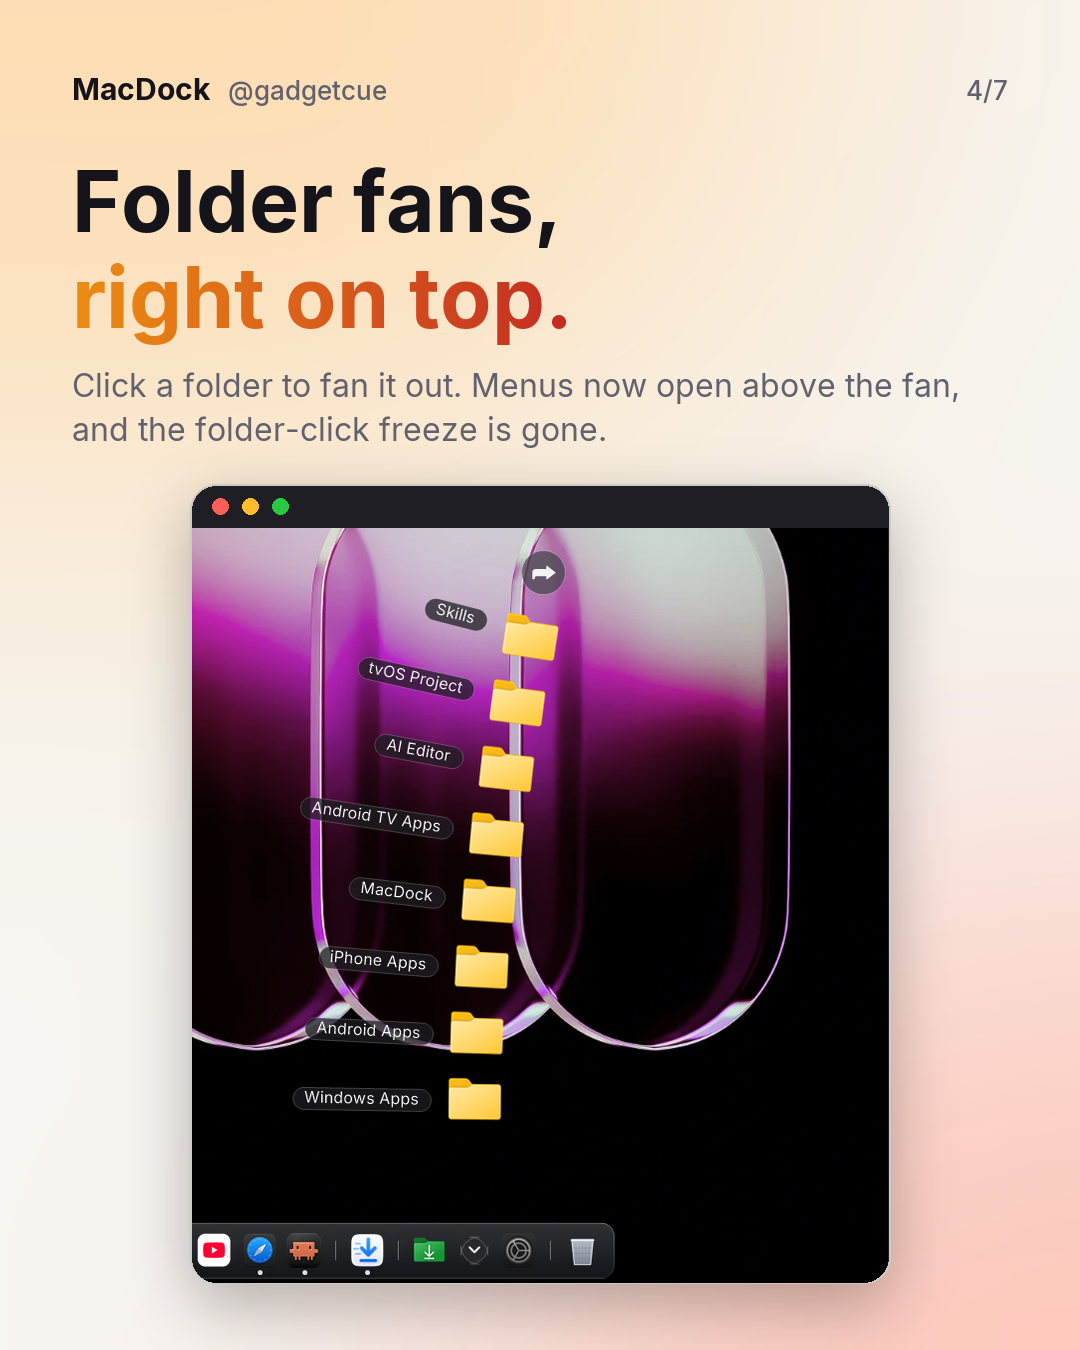 MacDock @gadgetcue 4/7
Folder fans,
right on top.
Click a folder to fan it out. Menus now open above the fan,
and the folder-click freeze is gone.
Skills
tvOS Project
AI Editor
Android TV Apps
MacDock
iPhone Apps
Android Apps
Windows Apps